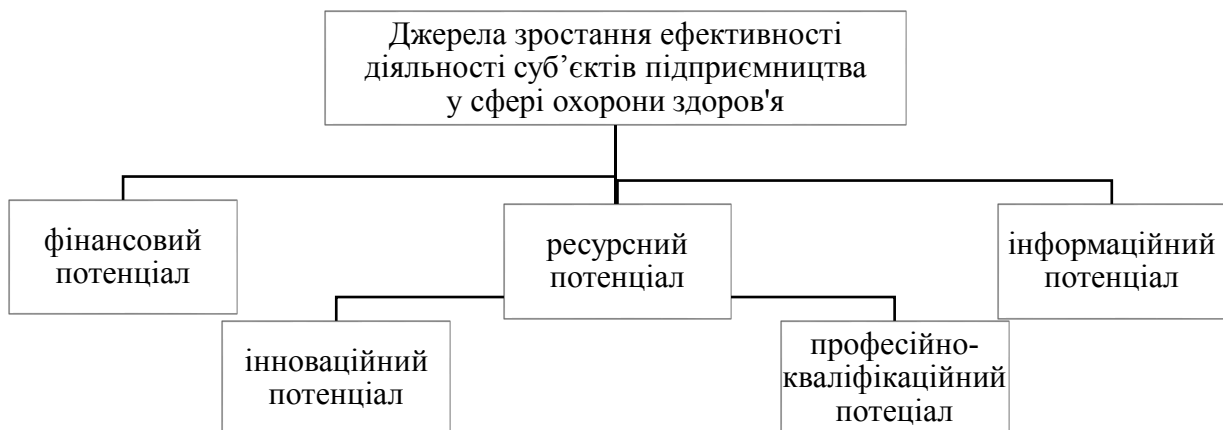 Джерела зростання ефективності
діяльності суб’єктів підприємництва
у сфері охорони здоров'я
фінансовий
потенціал
ресурсний
потенціал
інформаційний
потенціал
інноваційний
потенціал
професійно-
кваліфікаційний
потеціал